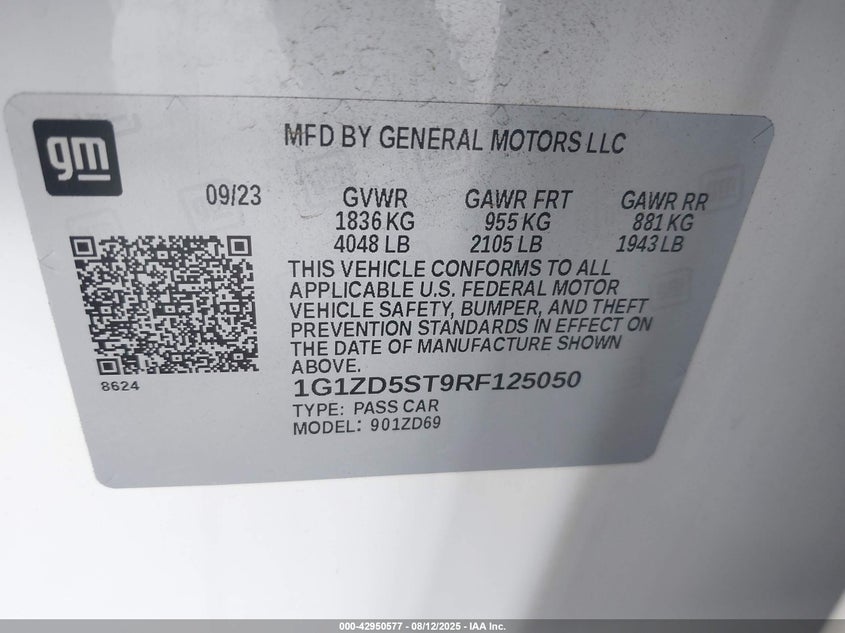 gm
MFD BY GENERAL MOTORS LLC
09/23
GVWR GAWR FRT GAWR RR
1836 KG 955 KG 881 KG
4048 LB 2105 LB 1943 LB
THIS VEHICLE CONFORMS TO ALL
APPLICABLE U.S. FEDERAL MOTOR
VEHICLE SAFETY, BUMPER, AND THEFT
PREVENTION STANDARDS IN EFFECT ON
THE DATE OF MANUFACTURE SHOWN
ABOVE.
8624
1G1ZD5ST9RF125050
TYPE: PASS CAR
MODEL: 901ZD69
000-42950577 - 08/12/2025 - IAA Inc.